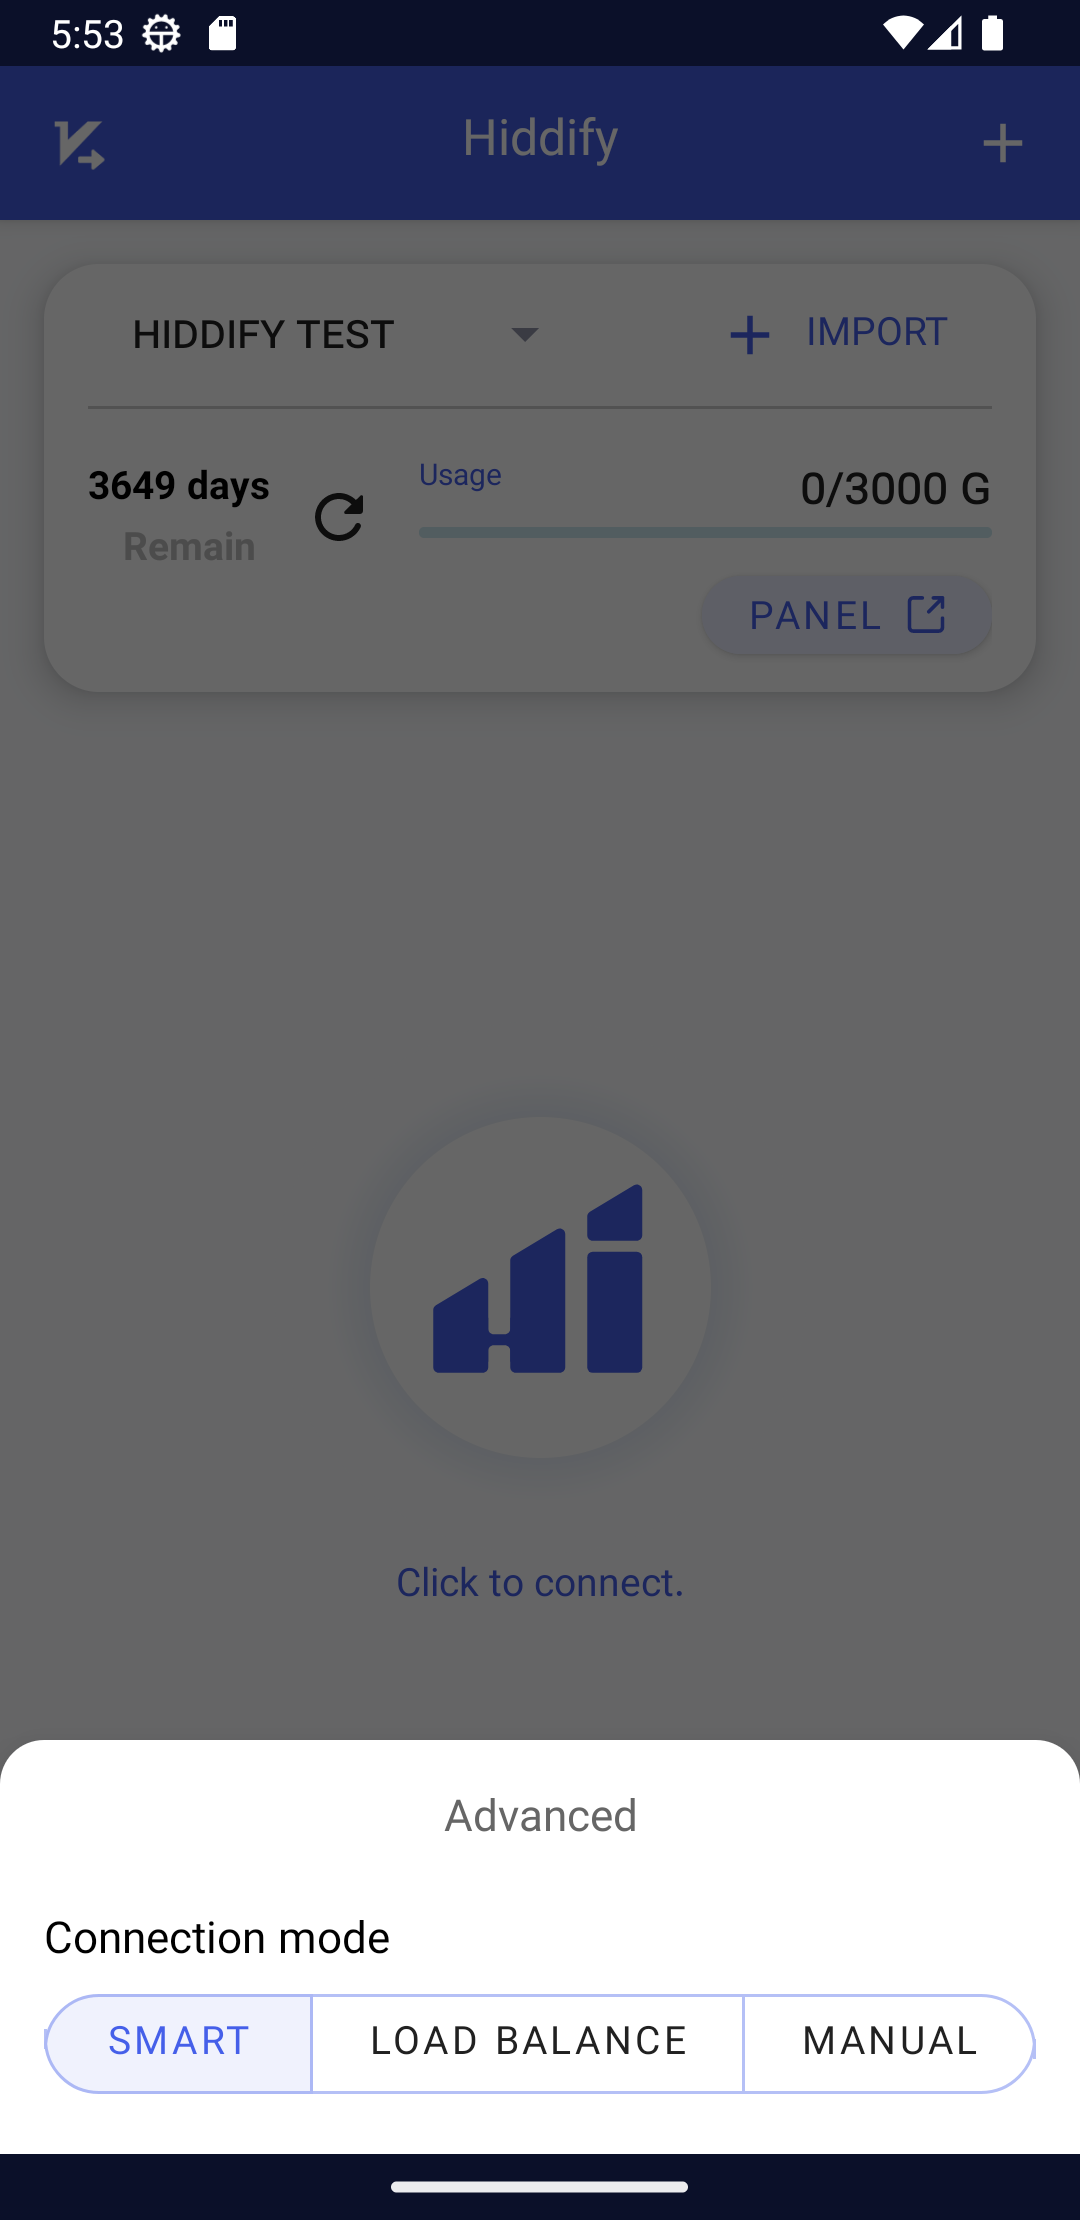 5:53
Hiddify
HIDDIFY TEST
IMPORT
3649 days
Remain
Usage
0/3000 G
PANEL
Click to connect.
Advanced
Connection mode
SMART
LOAD BALANCE
MANUAL